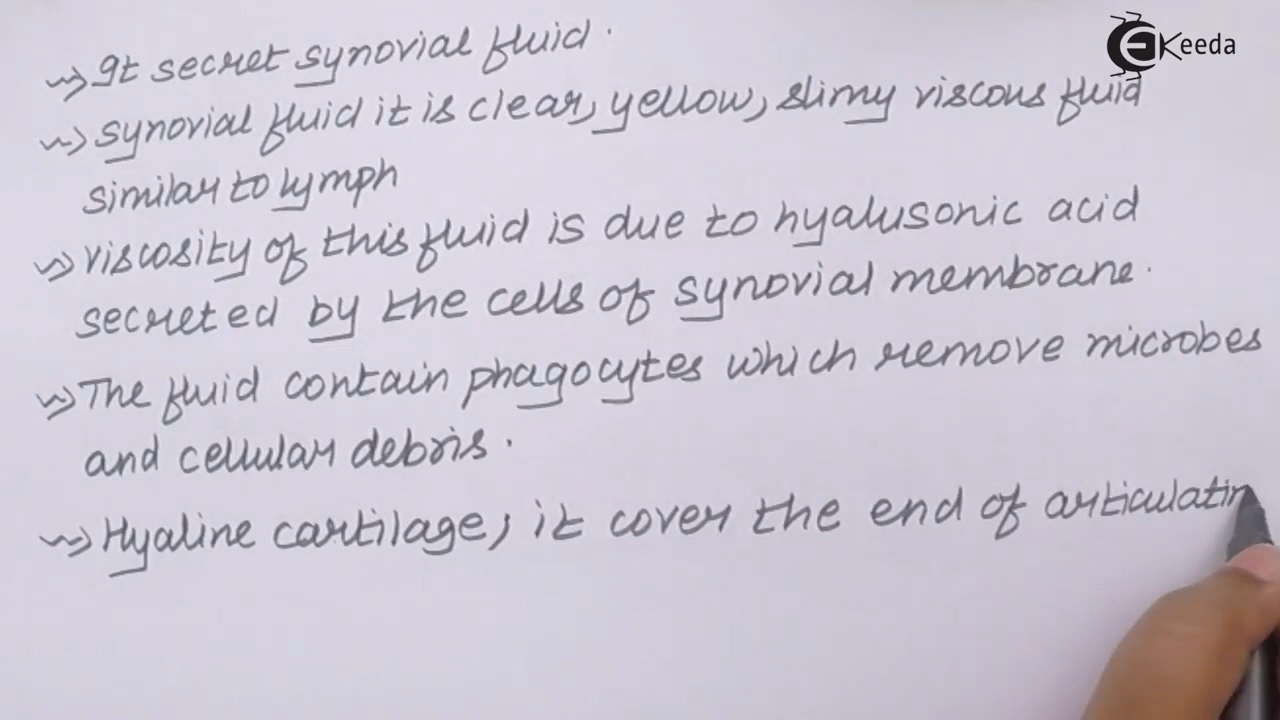 It secret synovial fluid.
synovial fluid it is clear, yellow, slimy viscous fluid
similar to lymph
viscosity of this fluid is due to hyalusonic acid
secreted by the cells of synovial membrane.
The fluid contain phagocytes which remove microbes
and cellular debris.
Hyaline cartilage, it cover the end of articulatin
EKeeda